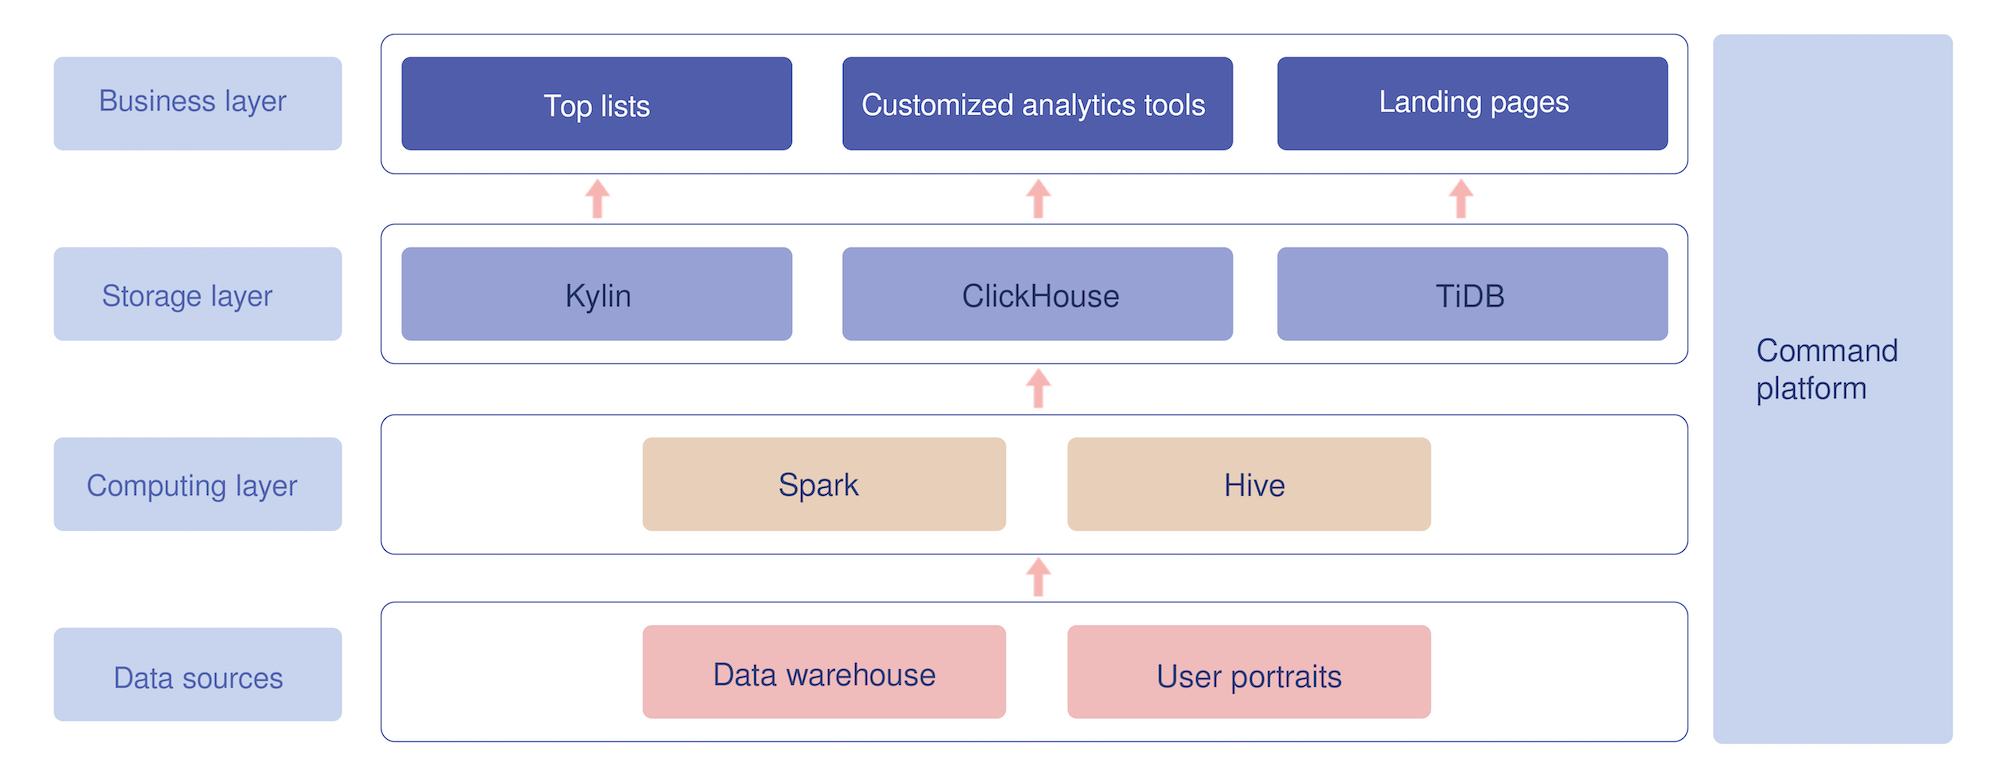 Business layer
Top lists
Customized analytics tools
Landing pages
Storage layer
Kylin
ClickHouse
TiDB
Command
platform
Computing layer
Spark
Hive
Data sources
Data warehouse
User portraits